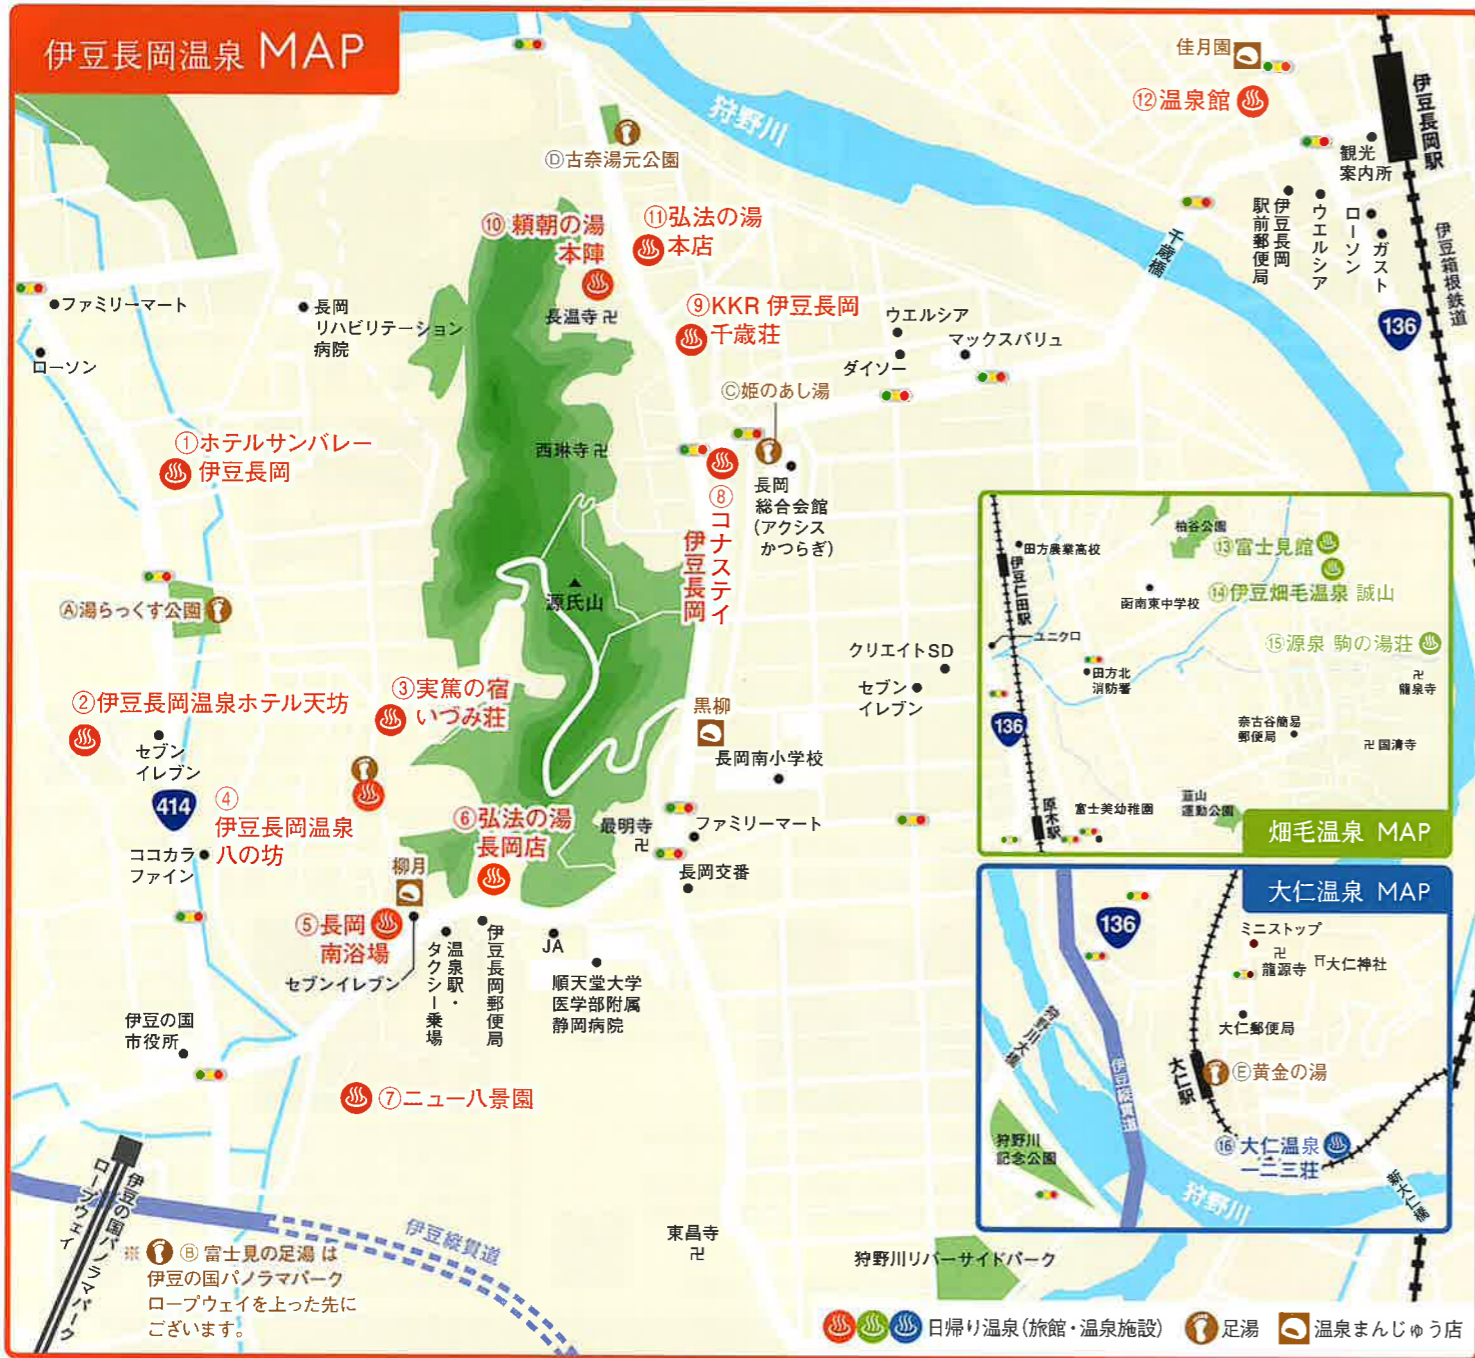 伊豆長岡温泉 MAP
狩野川
佳月園
⑫温泉館
伊豆長岡駅
観光
案内所
伊豆長岡
駅前郵便局
ウエルシア
ローソン
ガスト
伊豆箱根鉄道
136
千歳橋
Ⓓ古奈湯元公園
⑩頼朝の湯
本陣
⑪弘法の湯
本店
長温寺卍
⑨KKR 伊豆長岡
千歳荘
ウエルシア
ダイソー
マックスバリュ
ファミリーマート
ローソン
長岡
リハビリテーション
病院
Ⓒ姫のあし湯
①ホテルサンバレー
伊豆長岡
西琳寺卍
長岡
総合会館
(アクシス
かつらぎ)
⑧コナステイ
伊豆長岡
源氏山
Ⓐ湯らっくす公園
②伊豆長岡温泉ホテル天坊
③実篤の宿
いづみ荘
クリエイトSD
セブン
イレブン
黒柳
長岡南小学校
セブン
イレブン
414
④
伊豆長岡温泉
八の坊
ココカラ
ファイン
⑥弘法の湯
長岡店
最明寺
卍
ファミリーマート
長岡交番
柳月
⑤長岡
南浴場
セブンイレブン
温泉駅・
タクシー乗場
伊豆長岡郵便局
JA
順天堂大学
医学部附属
静岡病院
伊豆の国
市役所
⑦ニュー八景園
伊豆の国パノラマパーク
ロープウェイ
伊豆縦貫道
※Ⓑ富士見の足湯 は
伊豆の国パノラマパーク
ロープウェイを上った先に
ございます。
東昌寺
卍
狩野川リバーサイドパーク
柏谷公園
田方農業高校
⑬富士見館
伊豆仁田駅
⑭伊豆畑毛温泉 誠山
函南東中学校
ユニクロ
⑮源泉 駒の湯荘
田方北
消防署
卍
龍泉寺
136
奈古谷簡易
郵便局
卍国清寺
原木駅
富士美幼稚園
韮山
運動公園
畑毛温泉 MAP
大仁温泉 MAP
136
ミニストップ
卍
龍源寺
大仁神社
狩野川大橋
大仁郵便局
伊豆縦貫道
大仁駅
Ⓔ黄金の湯
狩野川
記念公園
⑯大仁温泉
一二三荘
狩野川
新大仁橋
日帰り温泉(旅館・温泉施設)
足湯
温泉まんじゅう店